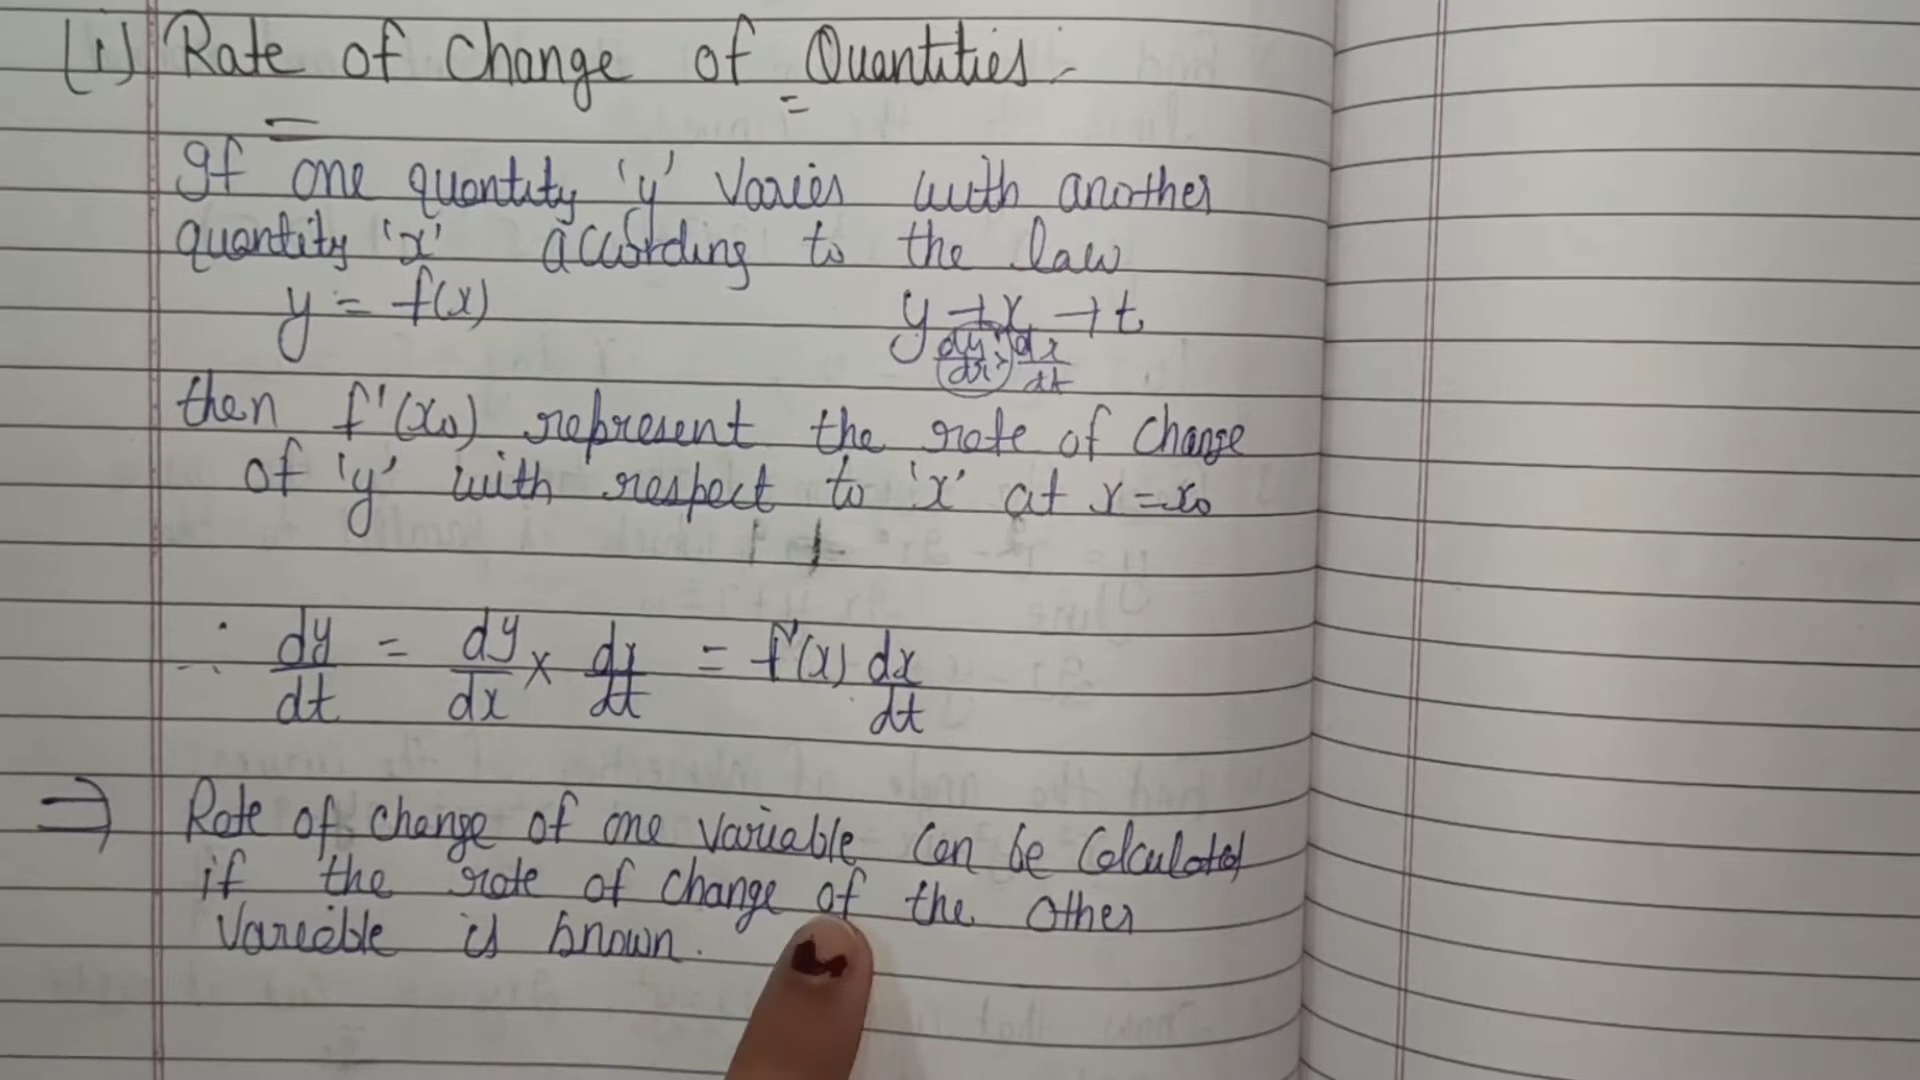 (i) Rate of Change of Quantities -
If one quantity 'y' varies with another
quantity 'x' according to the law
y = f(x)
y → x → t
dy/dx × dx/dt
then f'(x₀) represent the rate of change
of 'y' with respect to 'x' at x = x₀
∴ dy/dt = dy/dx × dx/dt = f'(x) dx/dt
⇒ Rate of change of one variable can be Calculated
if the rate of change of the other
variable is known.